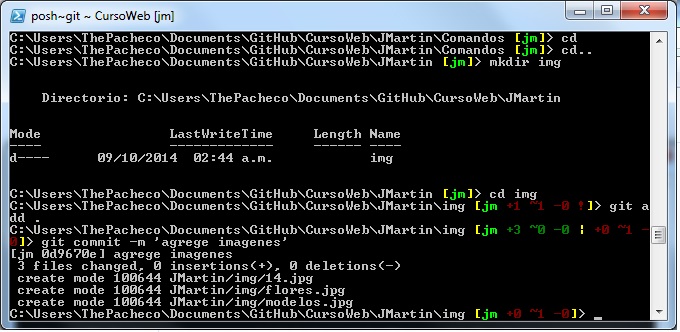 posh~git ~ CursoWeb [jm]
C:\Users\ThePacheco\Documents\GitHub\CursoWeb\JMartin\Comandos [jm]> cd
C:\Users\ThePacheco\Documents\GitHub\CursoWeb\JMartin\Comandos [jm]> cd..
C:\Users\ThePacheco\Documents\GitHub\CursoWeb\JMartin [jm]> mkdir img
Directorio: C:\Users\ThePacheco\Documents\GitHub\CursoWeb\JMartin
Mode LastWriteTime Length Name
---- ------------- ------ ----
d---- 09/10/2014 02:44 a.m. img
C:\Users\ThePacheco\Documents\GitHub\CursoWeb\JMartin [jm]> cd img
C:\Users\ThePacheco\Documents\GitHub\CursoWeb\JMartin\img [jm +1 ~1 -0 !]> git a
dd .
C:\Users\ThePacheco\Documents\GitHub\CursoWeb\JMartin\img [jm +3 ~0 -0 | +0 ~1 -
0]> git commit -m 'agrege imagenes'
[jm 0d9670e] agrege imagenes
3 files changed, 0 insertions(+), 0 deletions(-)
create mode 100644 JMartin/img/14.jpg
create mode 100644 JMartin/img/flores.jpg
create mode 100644 JMartin/img/modelos.jpg
C:\Users\ThePacheco\Documents\GitHub\CursoWeb\JMartin\img [jm +0 ~1 -0]>